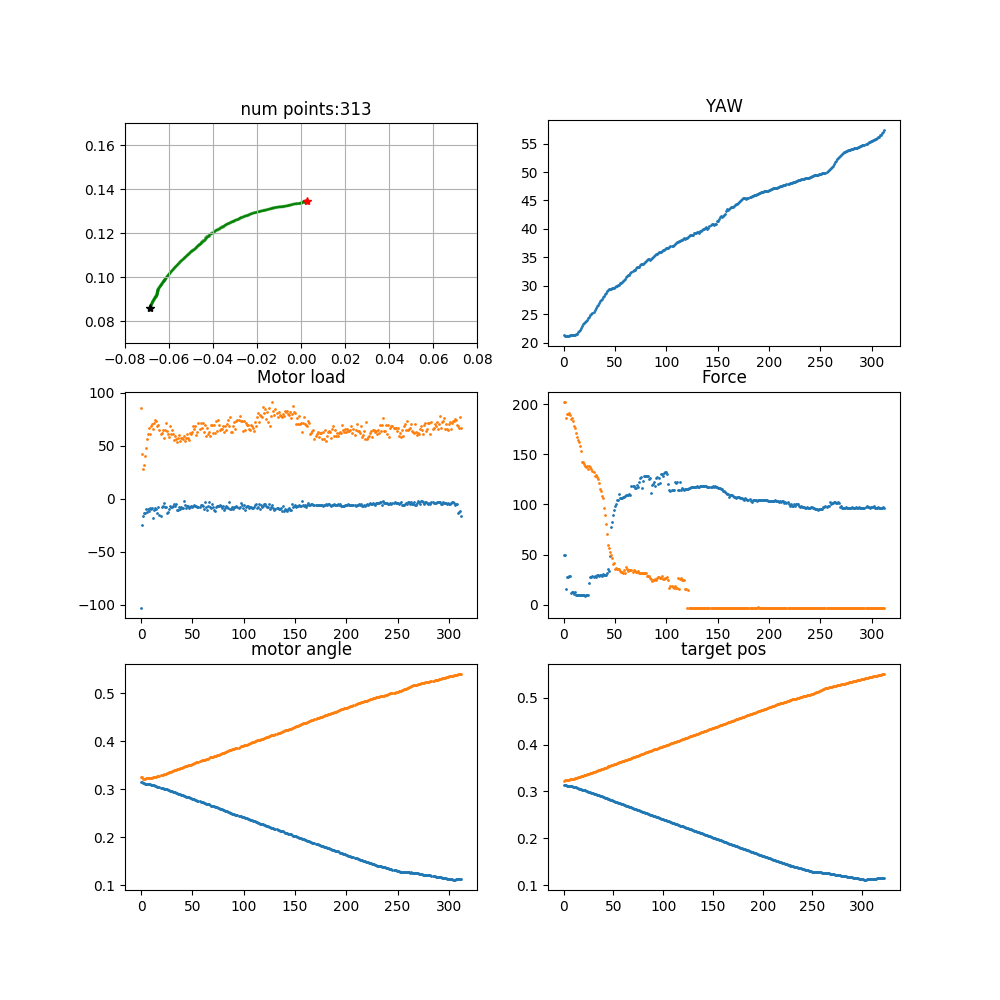 num points:313
YAW
0.16
0.14
0.12
0.10
0.08
−0.08 −0.06 −0.04 −0.02 0.00 0.02 0.04 0.06 0.08
55
50
45
40
35
30
25
20
0 50 100 150 200 250 300
Motor load
Force
100
50
0
−50
−100
0 50 100 150 200 250 300
200
150
100
50
0
0 50 100 150 200 250 300
motor angle
target pos
0.5
0.4
0.3
0.2
0.1
0 50 100 150 200 250 300
0.5
0.4
0.3
0.2
0.1
0 50 100 150 200 250 300